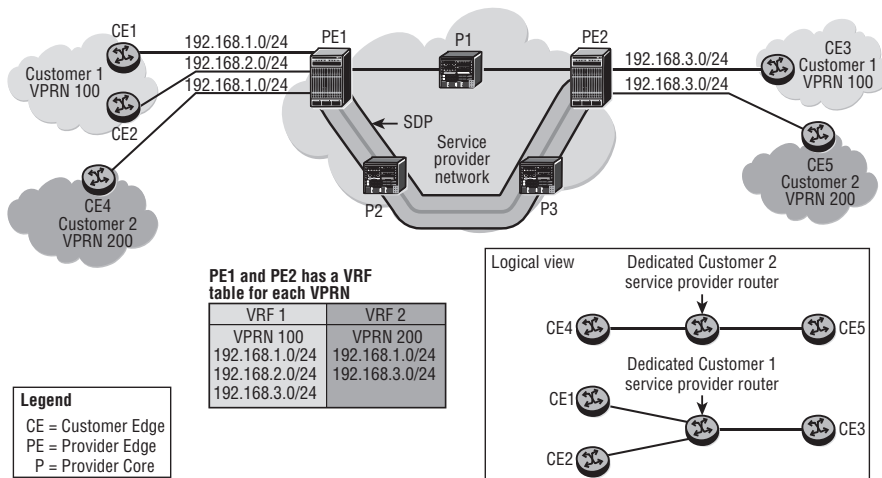 CE1
192.168.1.0/24
192.168.2.0/24
192.168.1.0/24
Customer 1
VPRN 100
CE2
CE4
Customer 2
VPRN 200
PE1
P1
PE2
SDP
Service
provider
network
P2
P3
192.168.3.0/24
192.168.3.0/24
CE3
Customer 1
VPRN 100
CE5
Customer 2
VPRN 200
PE1 and PE2 has a VRF
table for each VPRN
VRF 1
VRF 2
VPRN 100
VPRN 200
192.168.1.0/24
192.168.1.0/24
192.168.2.0/24
192.168.3.0/24
192.168.3.0/24
Legend
CE = Customer Edge
PE = Provider Edge
P = Provider Core
Logical view
Dedicated Customer 2
service provider router
CE4
CE5
Dedicated Customer 1
service provider router
CE1
CE3
CE2